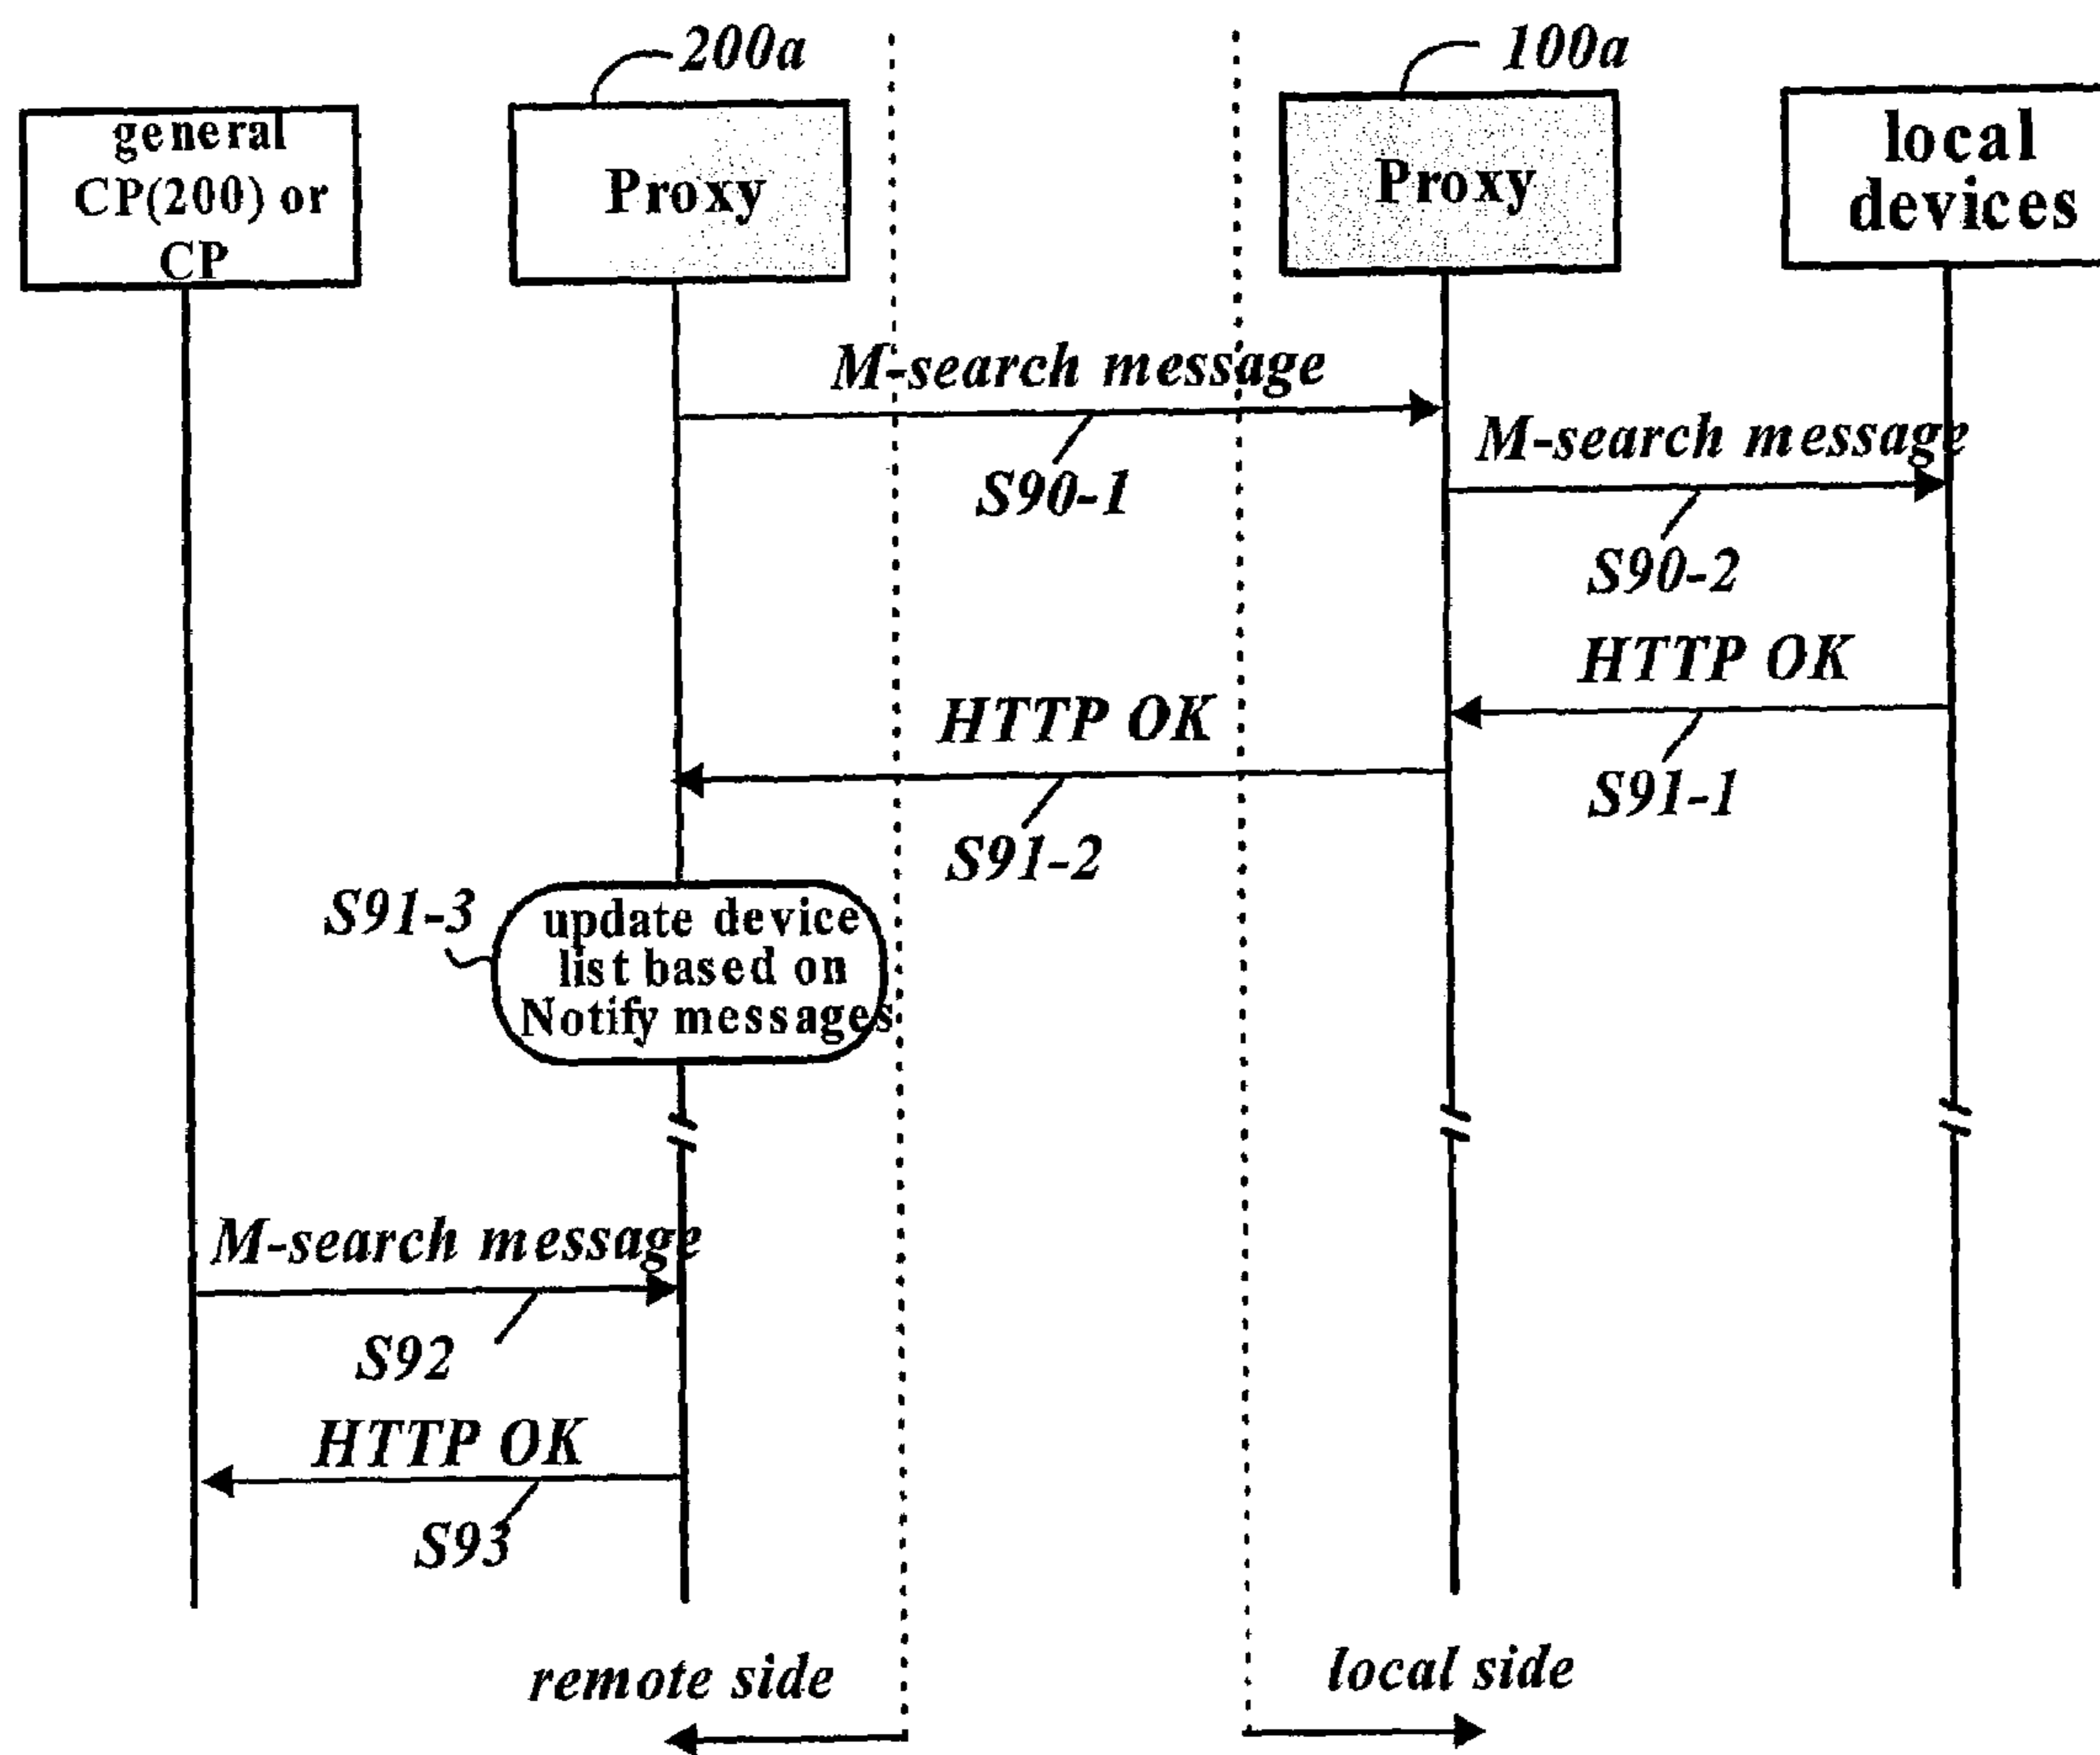 200a
100a
general
CP(200) or
CP
Proxy
Proxy
local
devices
M-search message
S90-1
M-search message
S90-2
HTTP OK
S91-1
HTTP OK
S91-2
S91-3
update device
list based on
Notify messages
M-search message
S92
HTTP OK
S93
remote side
local side